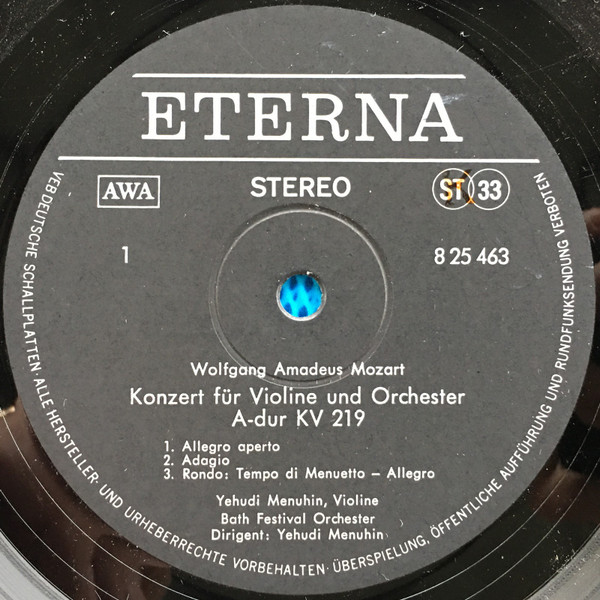 ETERNA
AWA
STEREO
ST 33
1
8 25 463
Wolfgang Amadeus Mozart
Konzert für Violine und Orchester
A-dur KV 219
1. Allegro aperto
2. Adagio
3. Rondo: Tempo di Menuetto – Allegro
Yehudi Menuhin, Violine
Bath Festival Orchester
Dirigent: Yehudi Menuhin
VEB DEUTSCHE SCHALLPLATTEN · ALLE HERSTELLER- UND URHEBERRECHTE VORBEHALTEN · ÜBERSPIELUNG, ÖFFENTLICHE AUFFÜHRUNG UND RUNDFUNKSENDUNG VERBOTEN